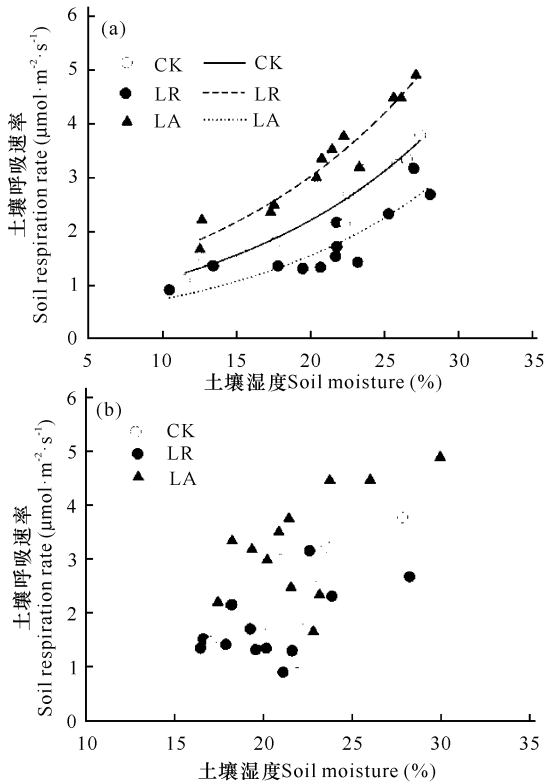 (a)
CK CK
LR LR
LA LA
土壤呼吸速率
Soil respiration rate (μmol·m⁻²·s⁻¹)
6
5
4
3
2
1
0
5 10 15 20 25 30 35
土壤湿度Soil moisture (%)
(b)
CK
LR
LA
土壤呼吸速率
Soil respiration rate (μmol·m⁻²·s⁻¹)
6
5
4
3
2
1
0
10 15 20 25 30 35
土壤湿度Soil moisture (%)